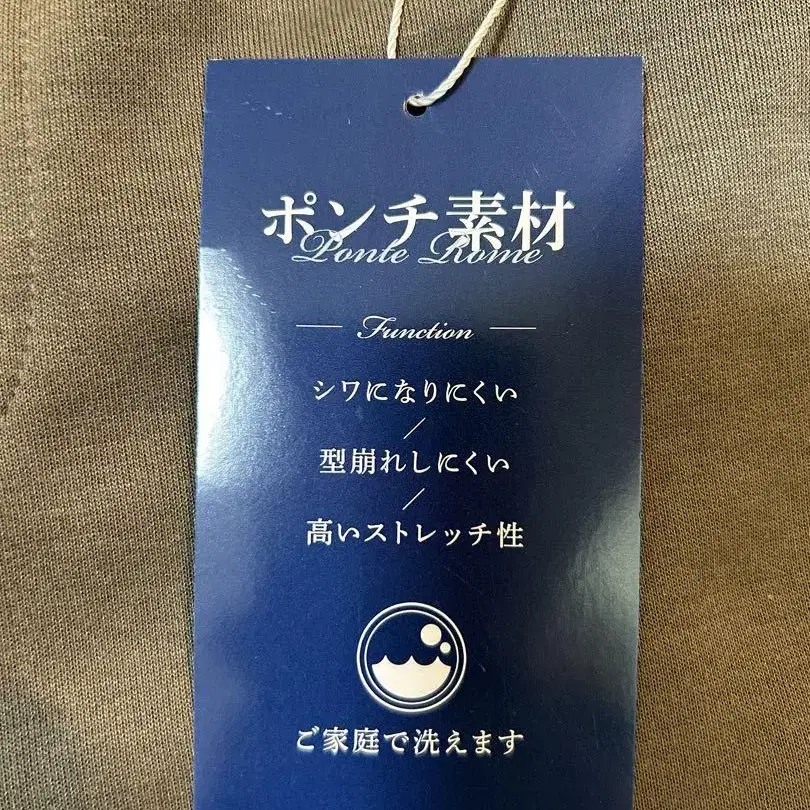 ポンチ素材
Ponte Rome
Function
シワになりにくい
/
型崩れしにくい
/
高いストレッチ性
ご家庭で洗えます